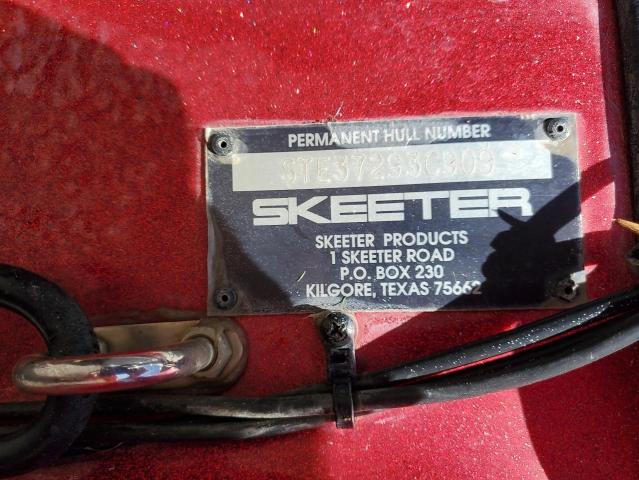 PERMANENT HULL NUMBER
STE37293C909
SKEETER
SKEETER PRODUCTS
1 SKEETER ROAD
P.O. BOX 230
KILGORE, TEXAS 75662